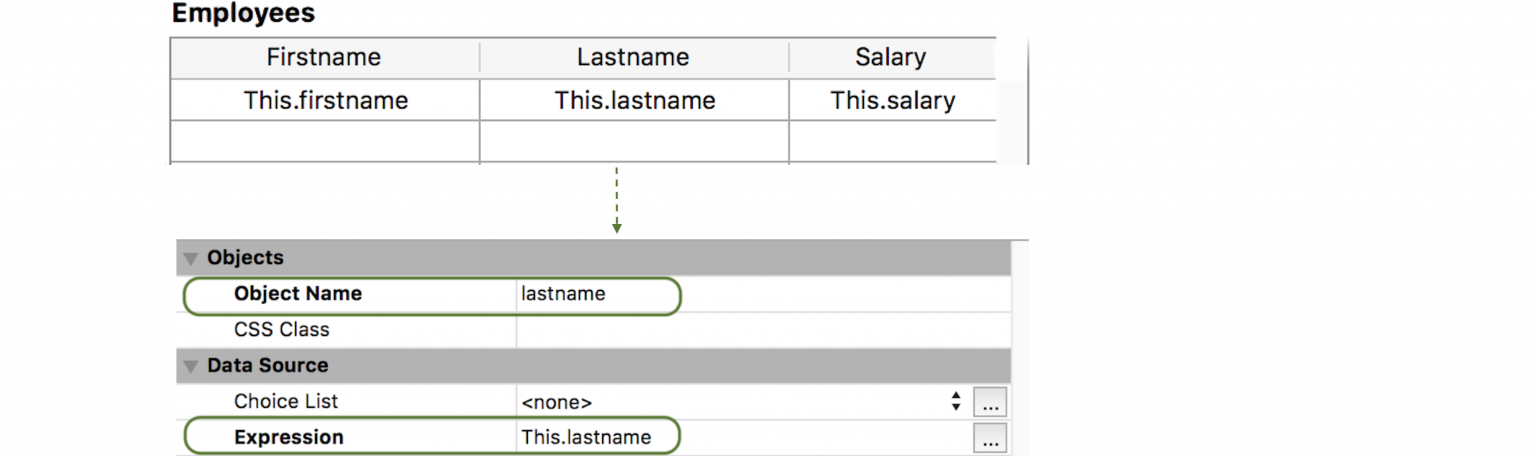 Employees
Firstname Lastname Salary
This.firstname This.lastname This.salary
Objects
Object Name lastname
CSS Class
Data Source
Choice List <none> ...
Expression This.lastname ...